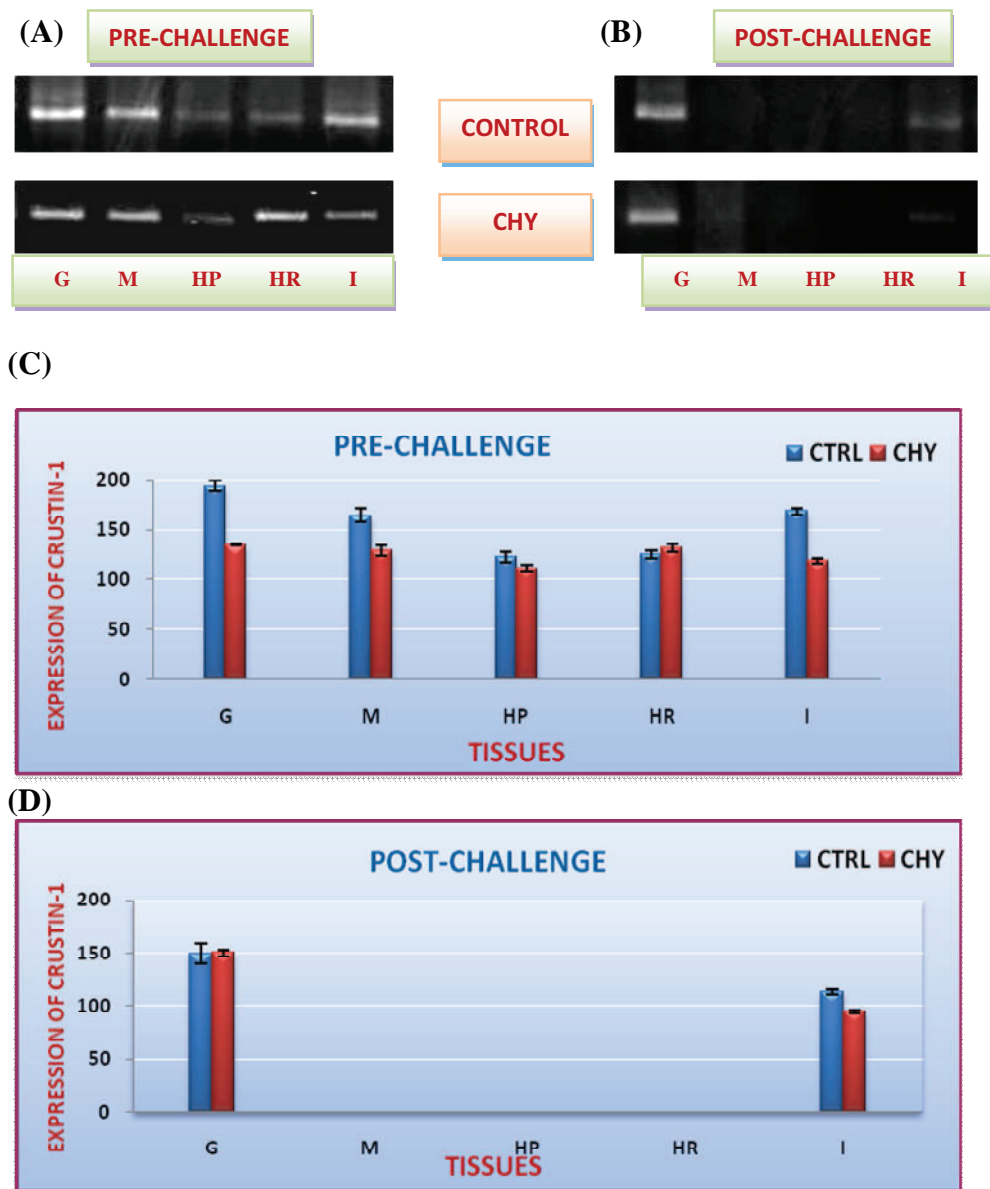 (A) PRE-CHALLENGE (B) POST-CHALLENGE
CONTROL
CHY
G M HP HR I G M HP HR I
(C)
PRE-CHALLENGE
CTRL CHY
EXPRESSION OF CRUSTIN-1
200
150
100
50
0
G M HP HR I
TISSUES
(D)
POST-CHALLENGE
CTRL CHY
EXPRESSION OF CRUSTIN-1
200
150
100
50
0
G M HP HR I
TISSUES